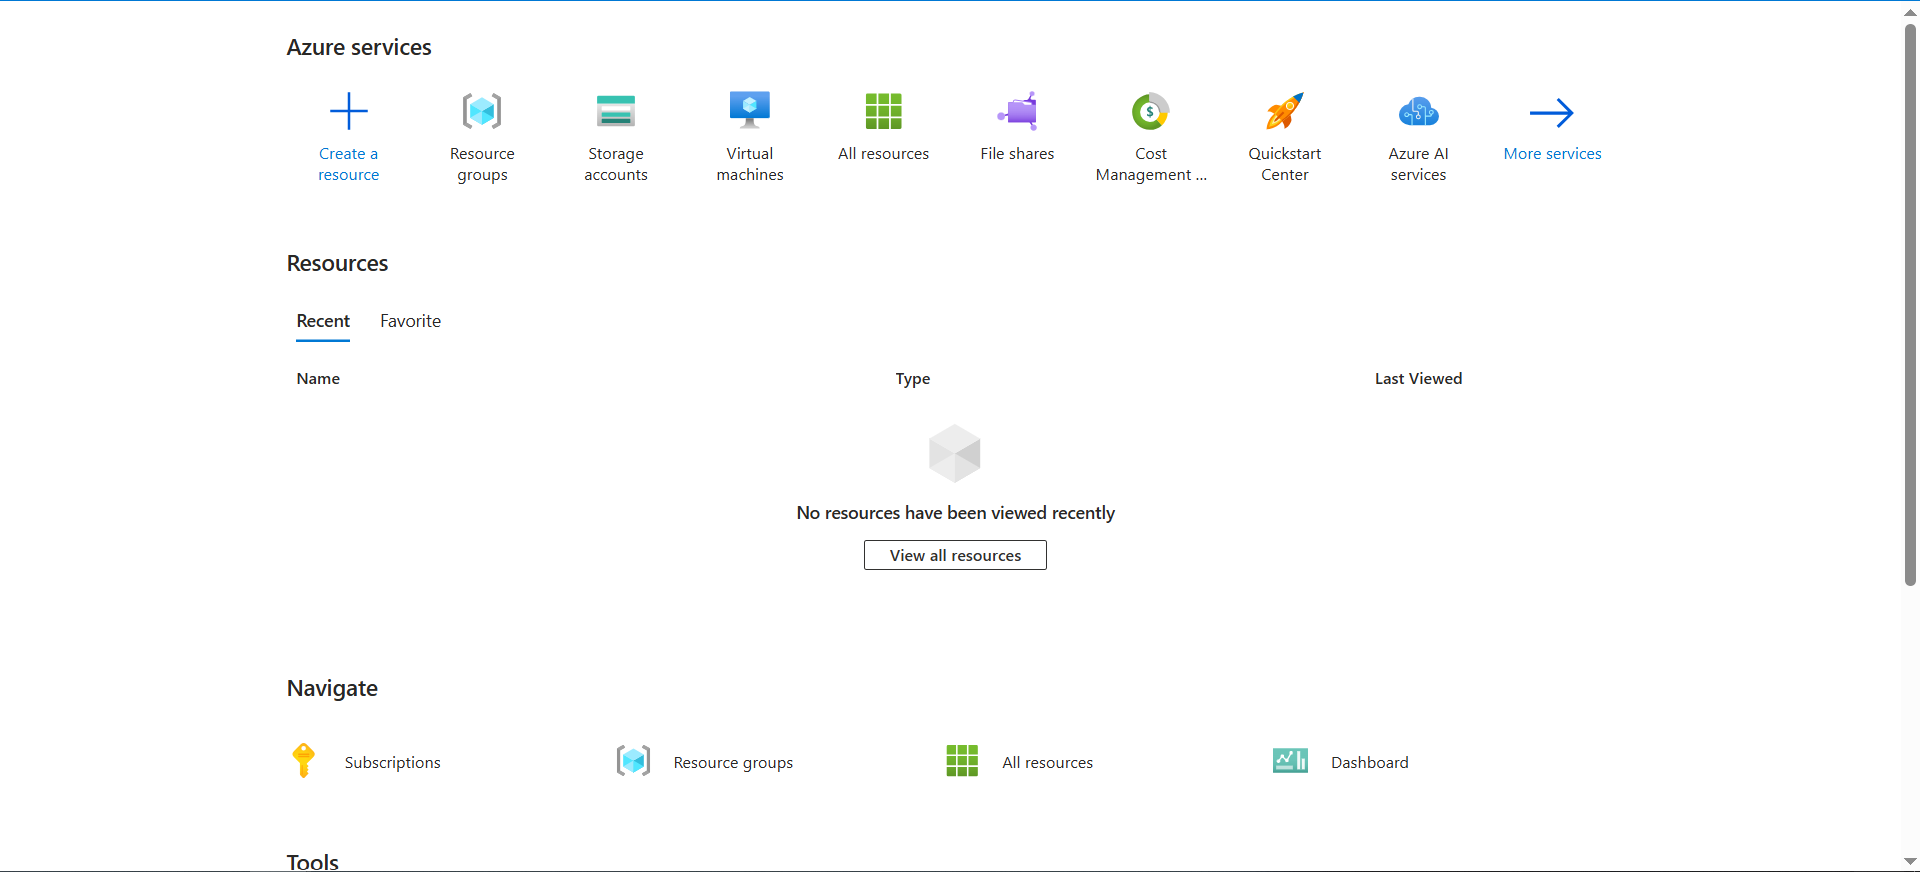 Azure services
Create a resource
Resource groups
Storage accounts
Virtual machines
All resources
File shares
Cost Management ...
Quickstart Center
Azure AI services
More services
Resources
Recent Favorite
Name Type Last Viewed
No resources have been viewed recently
View all resources
Navigate
Subscriptions Resource groups All resources Dashboard
Tools